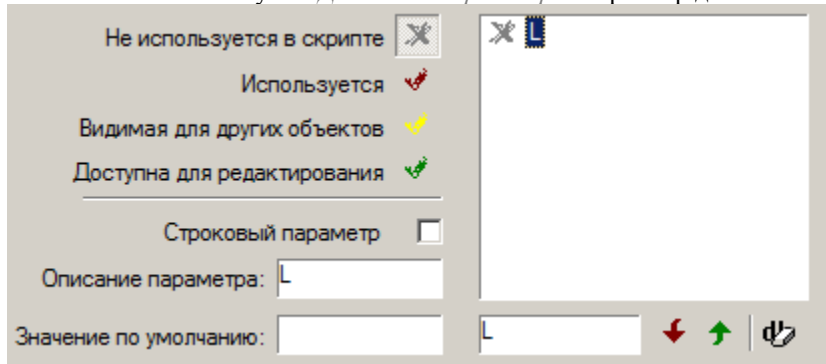 Не используется в скрипте
L
Используется
Видимая для других объектов
Доступна для редактирования
Строковый параметр
Описание параметра: L
Значение по умолчанию:
L